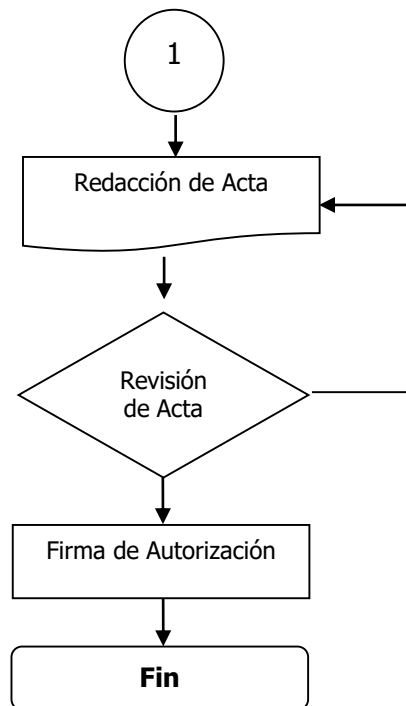 1
Redacción de Acta
Revisión
de Acta
Firma de Autorización
Fin